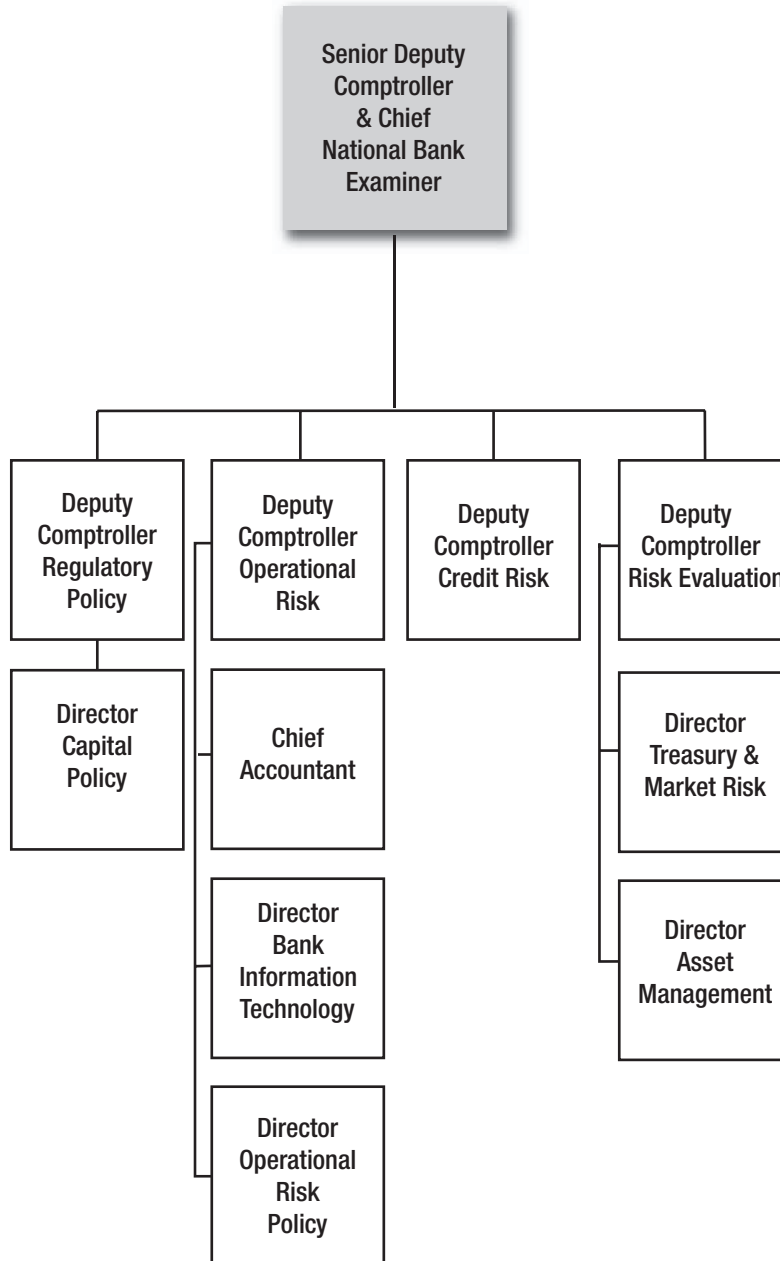 Senior Deputy
Comptroller
& Chief
National Bank
Examiner
Deputy
Comptroller
Regulatory
Policy
Director
Capital
Policy
Deputy
Comptroller
Operational
Risk
Chief
Accountant
Director
Bank
Information
Technology
Director
Operational
Risk
Policy
Deputy
Comptroller
Credit Risk
Deputy
Comptroller
Risk Evaluation
Director
Treasury &
Market Risk
Director
Asset
Management